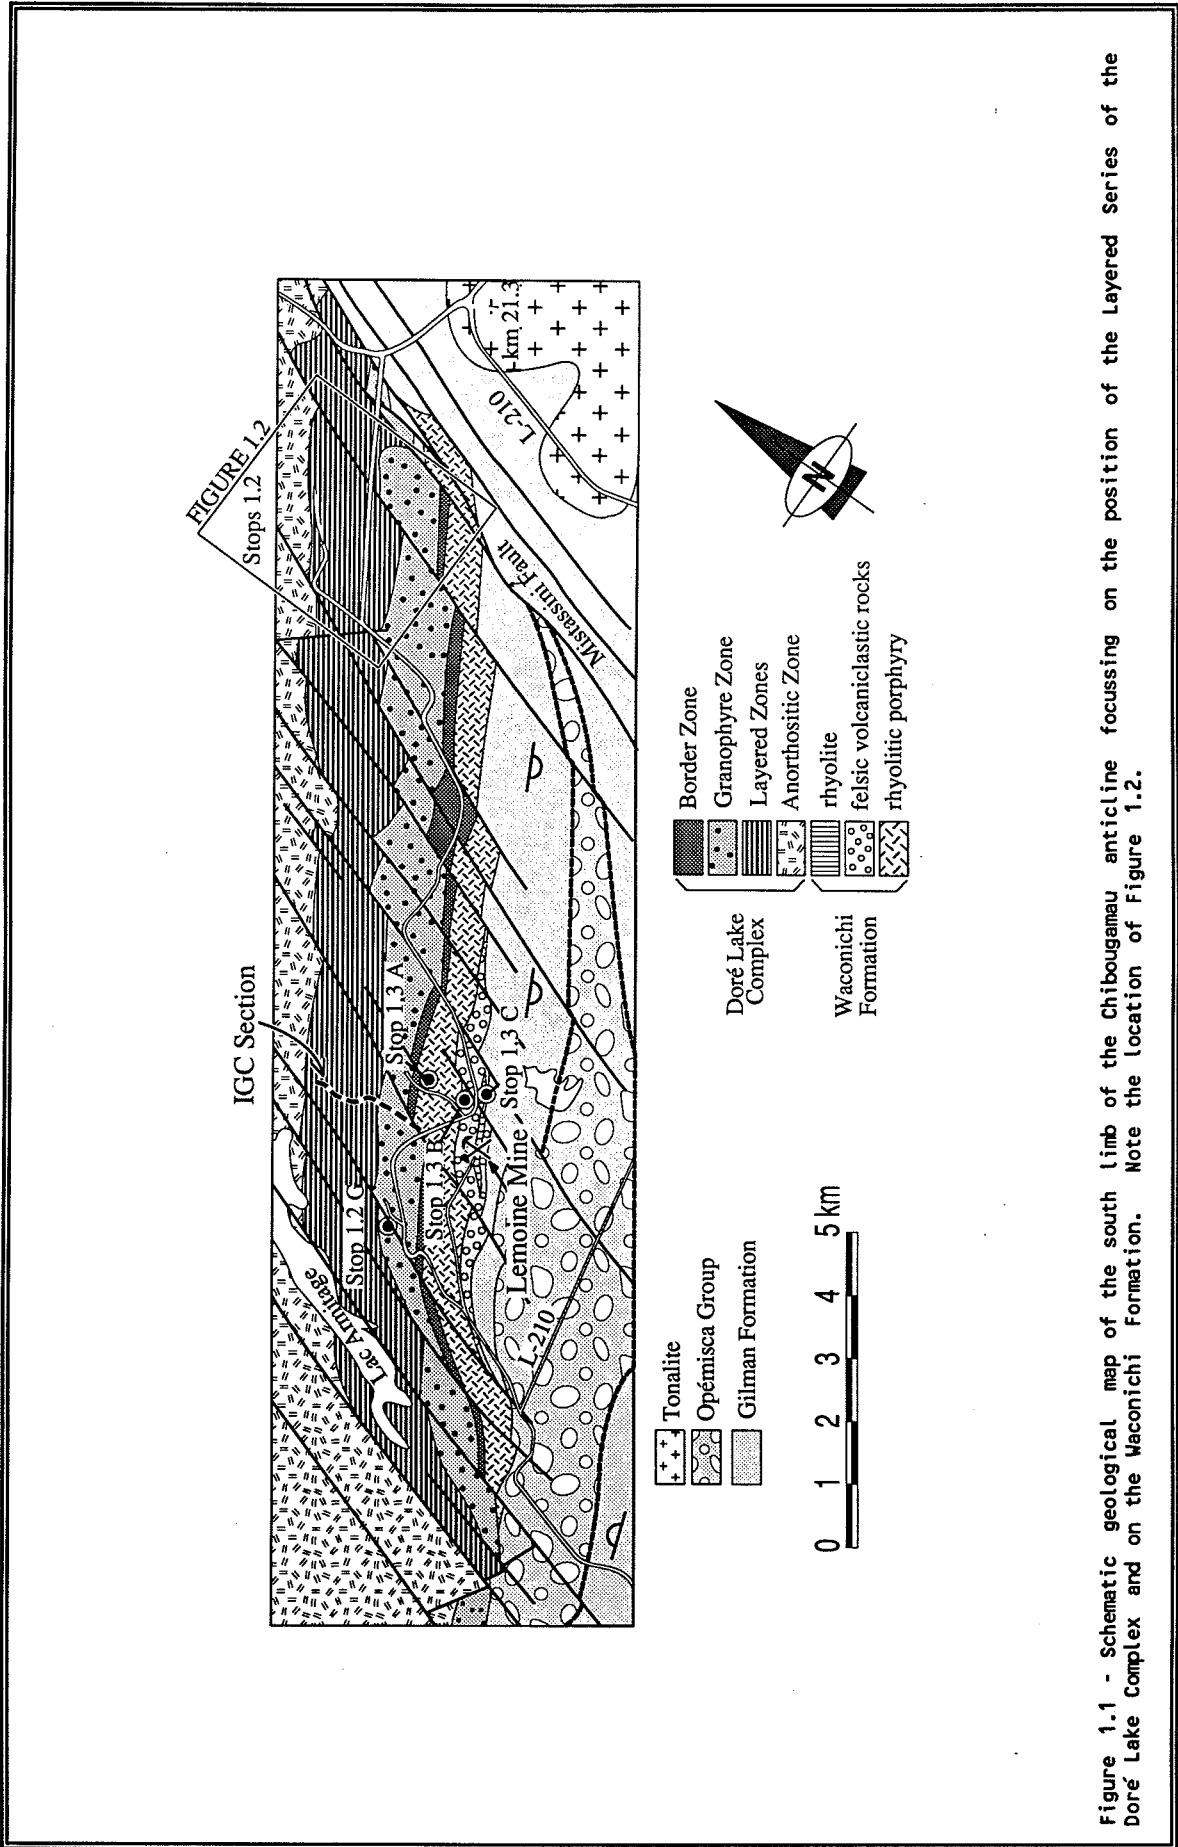 IGC Section
FIGURE 1.2
Stops 1.2
Lac Armitage
Stop 1.2 G
Stop 1.3 A
Stop 1.3 B
Stop 1.3 C
Lemoine Mine
L-210
Mistassini Fault
L-210
km 21.3
Tonalite
Opémisca Group
Gilman Formation
Doré Lake
Complex
Border Zone
Granophyre Zone
Layered Zones
Anorthositic Zone
Waconichi
Formation
rhyolite
felsic volcaniclastic rocks
rhyolitic porphyry
N
0 1 2 3 4 5 km
Figure 1.1 - Schematic geological map of the south limb of the Chibougamau anticline focussing on the position of the Layered Series of the
Doré Lake Complex and on the Waconichi Formation. Note the location of Figure 1.2.